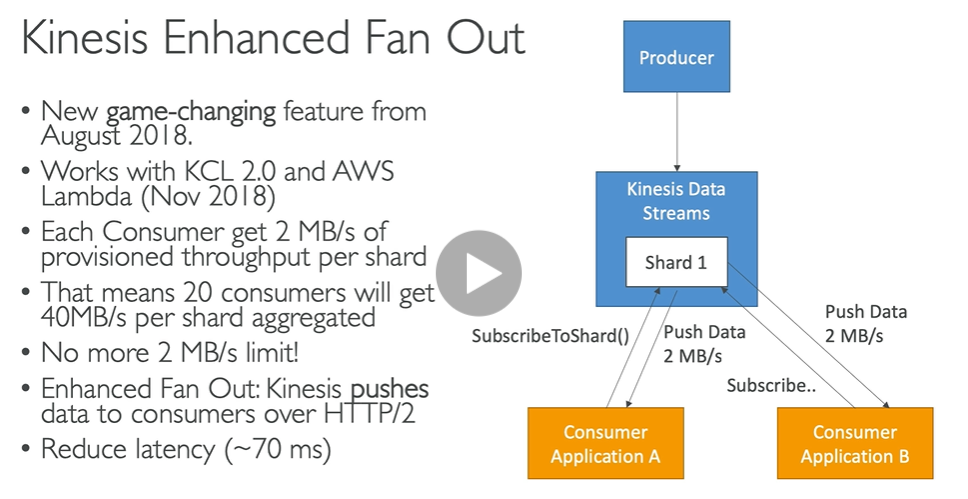 Kinesis Enhanced Fan Out
• New game-changing feature from
August 2018.
• Works with KCL 2.0 and AWS
Lambda (Nov 2018)
• Each Consumer get 2 MB/s of
provisioned throughput per shard
• That means 20 consumers will get
40MB/s per shard aggregated
• No more 2 MB/s limit!
• Enhanced Fan Out: Kinesis pushes
data to consumers over HTTP/2
• Reduce latency (~70 ms)
Producer
Kinesis Data
Streams
Shard 1
SubscribeToShard()
Push Data
2 MB/s
Push Data
2 MB/s
Subscribe..
Consumer
Application A
Consumer
Application B